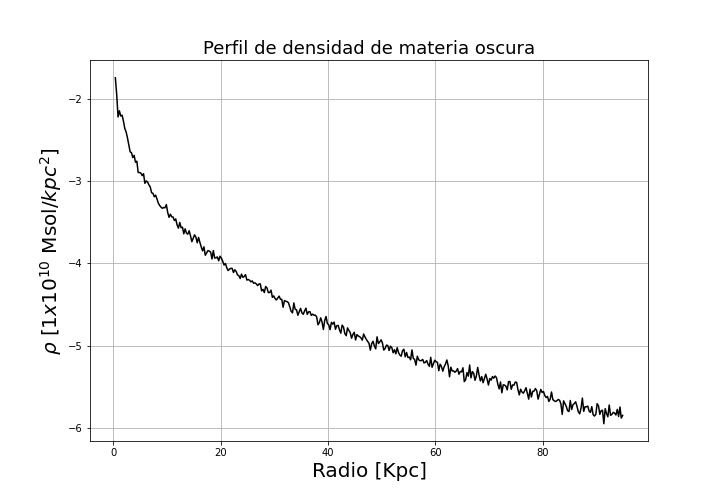 Perfil de densidad de materia oscura
ρ [1x10¹⁰ Msol/kpc²]
−2
−3
−4
−5
−6
0 20 40 60 80
Radio [Kpc]